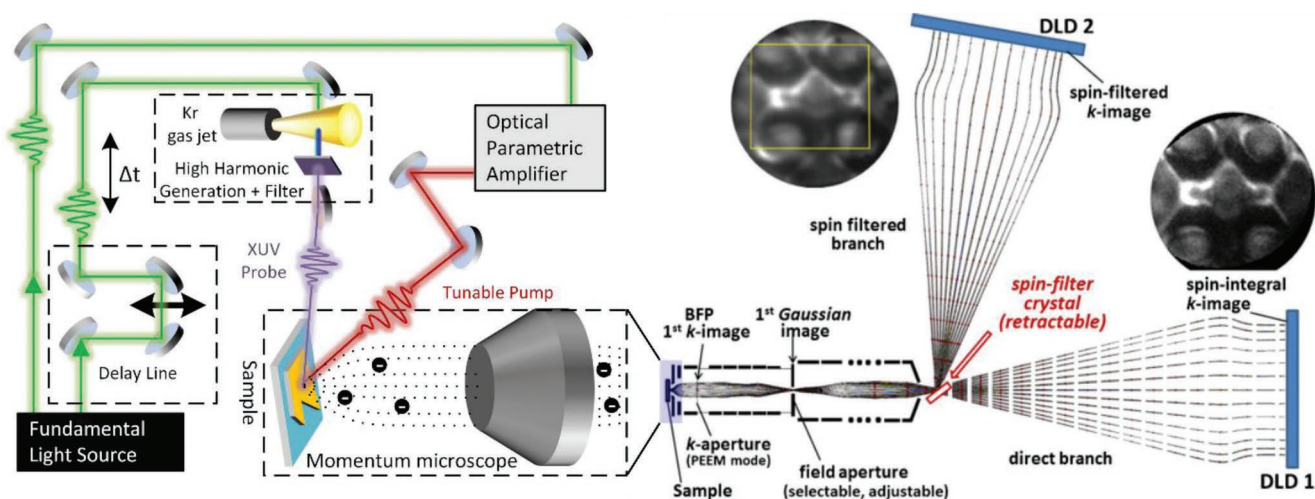 Kr
gas jet
High Harmonic
Generation + Filter
Δt
Optical
Parametric
Amplifier
XUV
Probe
Tunable Pump
Delay Line
Fundamental
Light Source
Sample
Momentum microscope
DLD 2
spin-filtered
k-image
spin filtered
branch
spin-integral
k-image
spin-filter
crystal
(retractable)
BFP
1st k-image
1st Gaussian
image
k-aperture
(PEEM mode)
Sample
field aperture
(selectable, adjustable)
direct branch
DLD 1